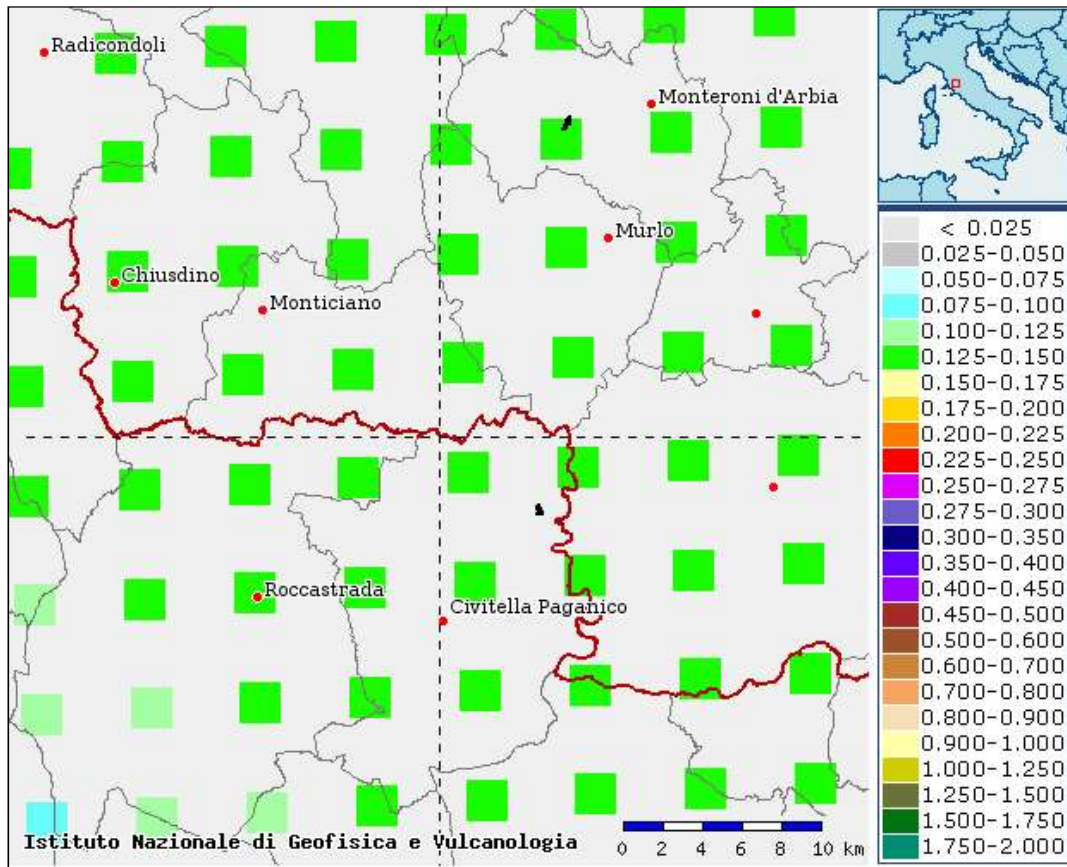 Radicondoli
Monteroni d'Arbia
Murlo
Chiusdino
Monticiano
Roccastrada
Civitella Paganico
Istituto Nazionale di Geofisica e Vulcanologia
0 2 4 6 8 10 km
< 0.025
0.025-0.050
0.050-0.075
0.075-0.100
0.100-0.125
0.125-0.150
0.150-0.175
0.175-0.200
0.200-0.225
0.225-0.250
0.250-0.275
0.275-0.300
0.300-0.350
0.350-0.400
0.400-0.450
0.450-0.500
0.500-0.600
0.600-0.700
0.700-0.800
0.800-0.900
0.900-1.000
1.000-1.250
1.250-1.500
1.500-1.750
1.750-2.000